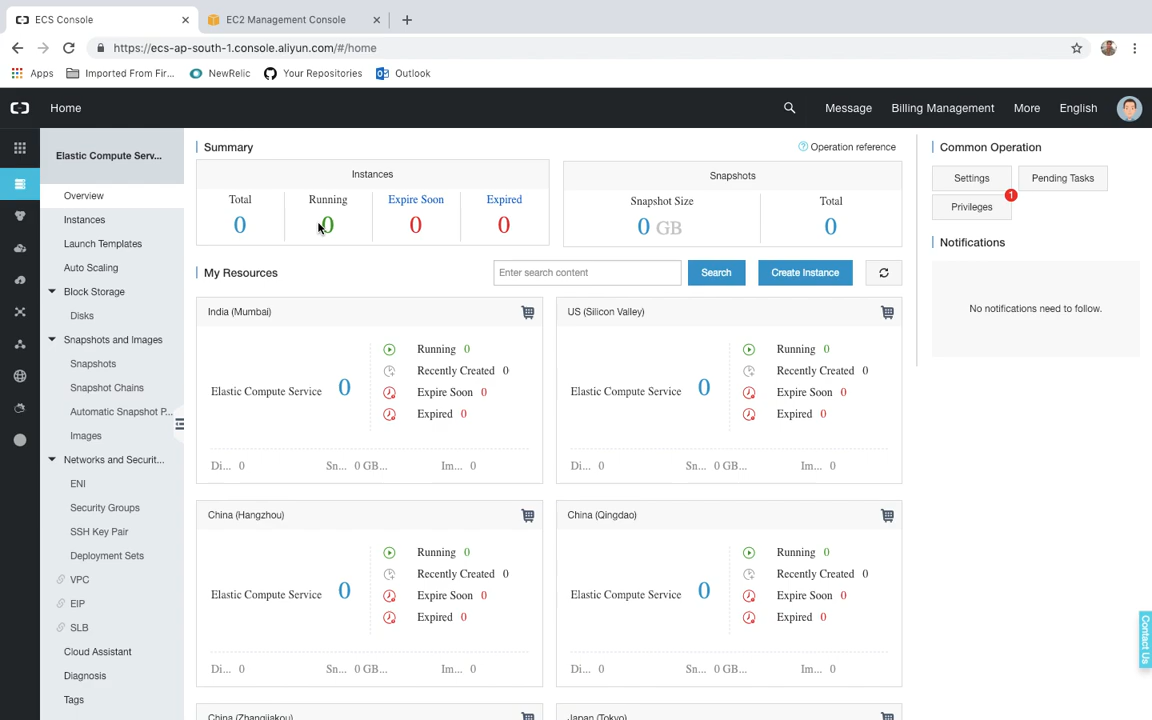 ECS Console
EC2 Management Console
https://ecs-ap-south-1.console.aliyun.com/#/home
Apps
Imported From Fir...
NewRelic
Your Repositories
Outlook
Home
Message
Billing Management
More
English
Elastic Compute Serv...
Overview
Instances
Launch Templates
Auto Scaling
Block Storage
Disks
Snapshots and Images
Snapshots
Snapshot Chains
Automatic Snapshot P...
Images
Networks and Securit...
ENI
Security Groups
SSH Key Pair
Deployment Sets
VPC
EIP
SLB
Cloud Assistant
Diagnosis
Tags
Summary
Operation reference
Instances
Total
Running
Expire Soon
Expired
0
0
0
0
Snapshots
Snapshot Size
Total
0 GB
0
My Resources
Enter search content
Search
Create Instance
India (Mumbai)
Elastic Compute Service 0
Running 0
Recently Created 0
Expire Soon 0
Expired 0
Di... 0
Sn... 0 GB...
Im... 0
US (Silicon Valley)
Elastic Compute Service 0
Running 0
Recently Created 0
Expire Soon 0
Expired 0
Di... 0
Sn... 0 GB...
Im... 0
China (Hangzhou)
Elastic Compute Service 0
Running 0
Recently Created 0
Expire Soon 0
Expired 0
Di... 0
Sn... 0 GB...
Im... 0
China (Qingdao)
Elastic Compute Service 0
Running 0
Recently Created 0
Expire Soon 0
Expired 0
Di... 0
Sn... 0 GB...
Im... 0
China (Zhangjiakou)
Japan (Tokyo)
Common Operation
Settings
Pending Tasks
Privileges
1
Notifications
No notifications need to follow.
Contact Us